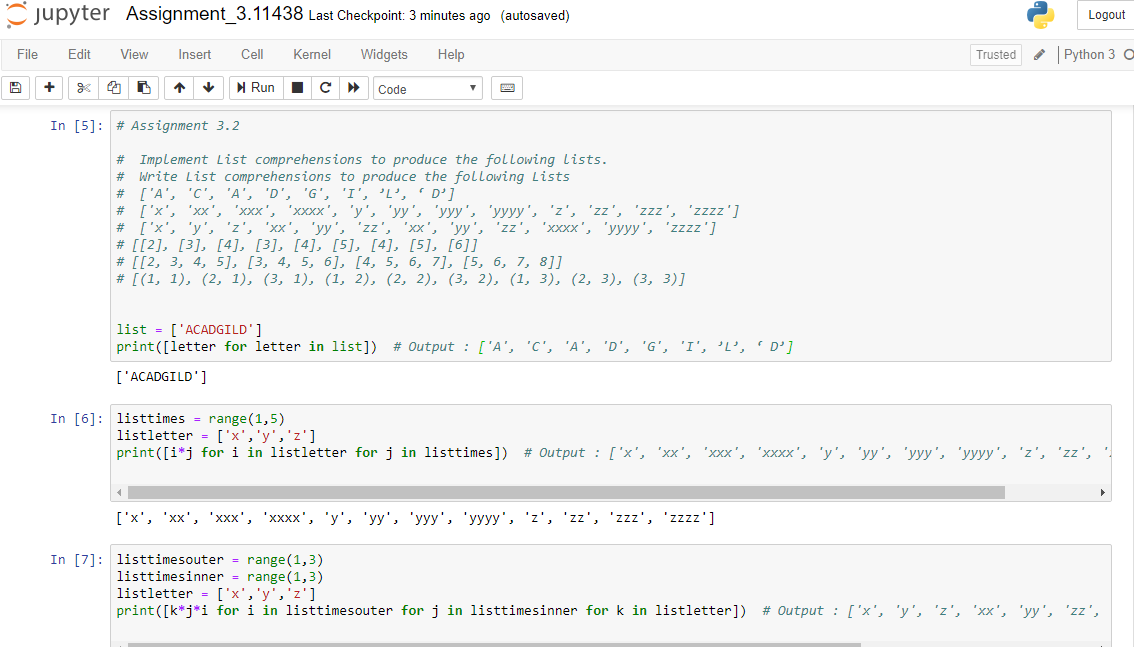 jupyter Assignment_3.11438 Last Checkpoint: 3 minutes ago (autosaved) Logout
File Edit View Insert Cell Kernel Widgets Help Trusted Python 3
Run Code
In [5]: # Assignment 3.2
# Implement List comprehensions to produce the following lists.
# Write List comprehensions to produce the following Lists
# ['A', 'C', 'A', 'D', 'G', 'I', ’L’, ‘ D’]
# ['x', 'xx', 'xxx', 'xxxx', 'y', 'yy', 'yyy', 'yyyy', 'z', 'zz', 'zzz', 'zzzz']
# ['x', 'y', 'z', 'xx', 'yy', 'zz', 'xx', 'yy', 'zz', 'xxxx', 'yyyy', 'zzzz']
# [[2], [3], [4], [3], [4], [5], [4], [5], [6]]
# [[2, 3, 4, 5], [3, 4, 5, 6], [4, 5, 6, 7], [5, 6, 7, 8]]
# [(1, 1), (2, 1), (3, 1), (1, 2), (2, 2), (3, 2), (1, 3), (2, 3), (3, 3)]
list = ['ACADGILD']
print([letter for letter in list]) # Output : ['A', 'C', 'A', 'D', 'G', 'I', ’L’, ‘ D’]
['ACADGILD']
In [6]: listtimes = range(1,5)
listletter = ['x','y','z']
print([i*j for i in listletter for j in listtimes]) # Output : ['x', 'xx', 'xxx', 'xxxx', 'y', 'yy', 'yyy', 'yyyy', 'z', 'zz', '
['x', 'xx', 'xxx', 'xxxx', 'y', 'yy', 'yyy', 'yyyy', 'z', 'zz', 'zzz', 'zzzz']
In [7]: listtimesouter = range(1,3)
listtimesinner = range(1,3)
listletter = ['x','y','z']
print([k*j*i for i in listtimesouter for j in listtimesinner for k in listletter]) # Output : ['x', 'y', 'z', 'xx', 'yy', 'zz',